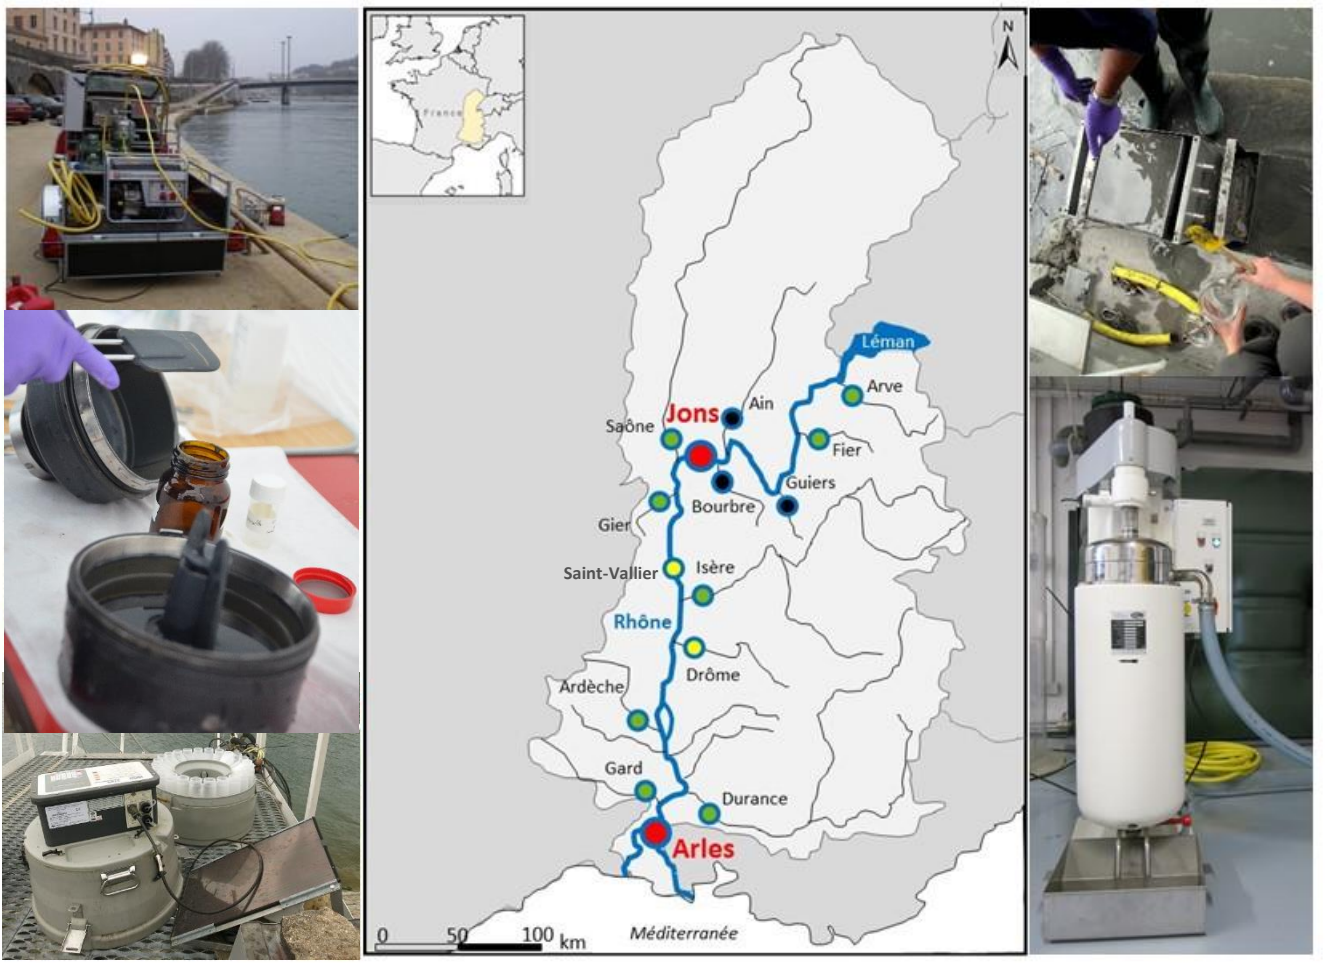 N
France
Léman
Arve
Jons
Ain
Saône
Fier
Guiers
Bourbre
Gier
Saint-Vallier
Isère
Rhône
Drôme
Ardèche
Gard
Durance
Arles
Méditerranée
0 50 100 km